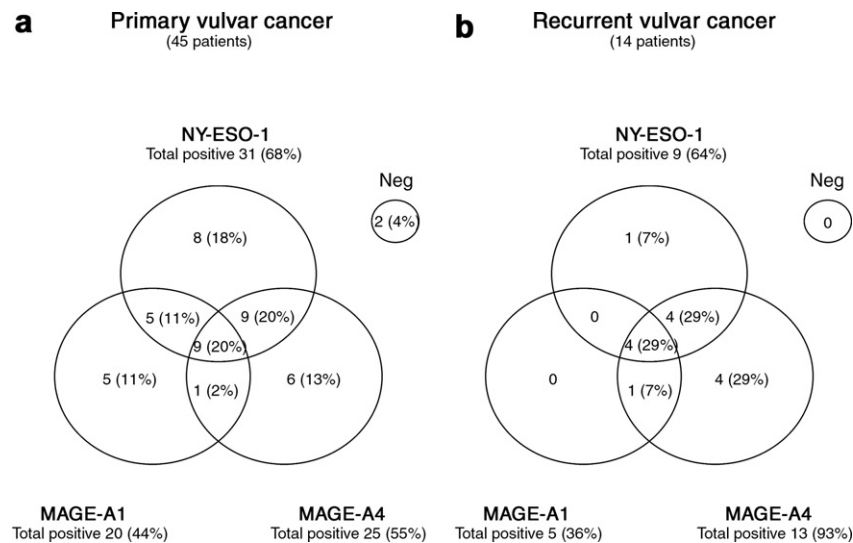 a
Primary vulvar cancer
(45 patients)
NY-ESO-1
Total positive 31 (68%)
Neg
2 (4%)
8 (18%)
5 (11%)
9 (20%)
9 (20%)
5 (11%)
1 (2%)
6 (13%)
MAGE-A1
Total positive 20 (44%)
MAGE-A4
Total positive 25 (55%)
b
Recurrent vulvar cancer
(14 patients)
NY-ESO-1
Total positive 9 (64%)
Neg
0
1 (7%)
0
4 (29%)
4 (29%)
0
1 (7%)
4 (29%)
MAGE-A1
Total positive 5 (36%)
MAGE-A4
Total positive 13 (93%)